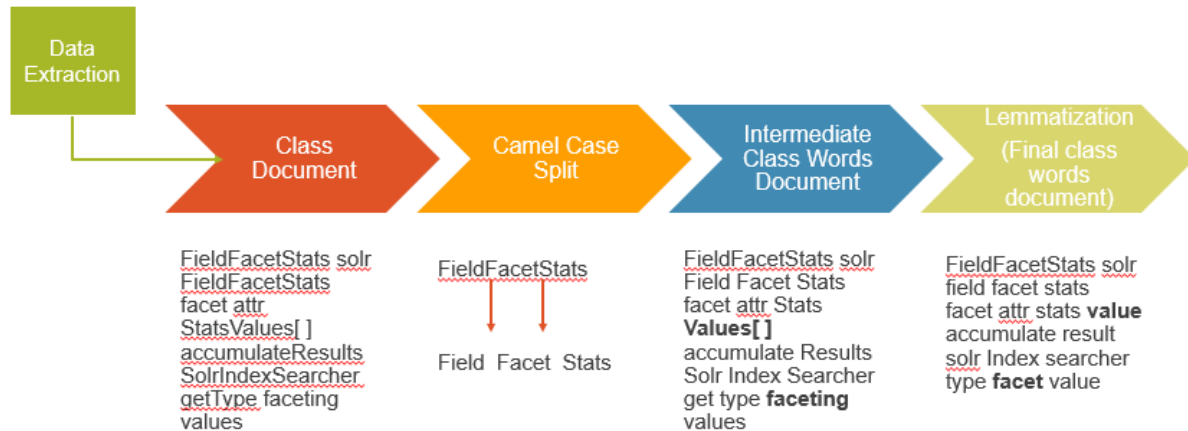 Data
Extraction
Class
Document
Camel Case
Split
Intermediate
Class Words
Document
Lemmatization
(Final class
words
document)
FieldFacetStats solr
FieldFacetStats
facet attr
StatsValues[ ]
accumulateResults
SolrIndexSearcher
getType faceting
values
FieldFacetStats
Field Facet Stats
FieldFacetStats solr
Field Facet Stats
facet attr Stats
Values[ ]
accumulate Results
Solr Index Searcher
get type faceting
values
FieldFacetStats solr
field facet stats
facet attr stats value
accumulate result
solr Index searcher
type facet value